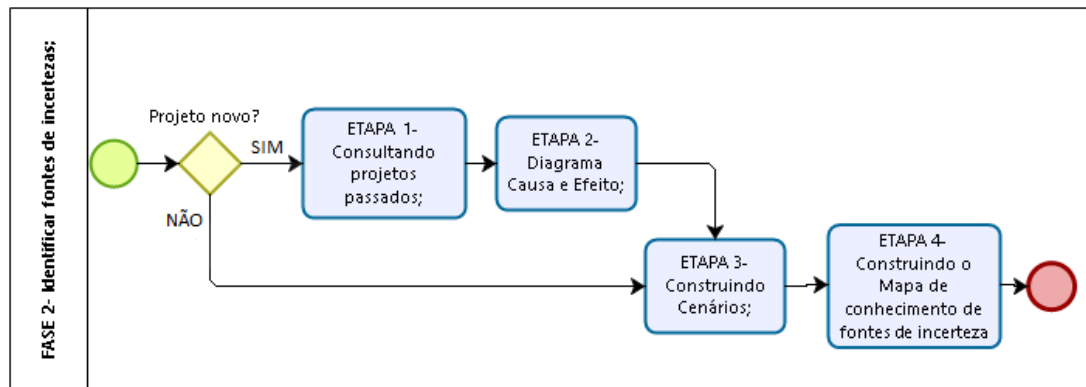 FASE 2- Identificar fontes de incertezas;
Projeto novo?
SIM
NÃO
ETAPA 1-
Consultando
projetos
passados;
ETAPA 2-
Diagrama
Causa e Efeito;
ETAPA 3-
Construindo
Cenários;
ETAPA 4-
Construindo o
Mapa de
conhecimento de
fontes de incerteza